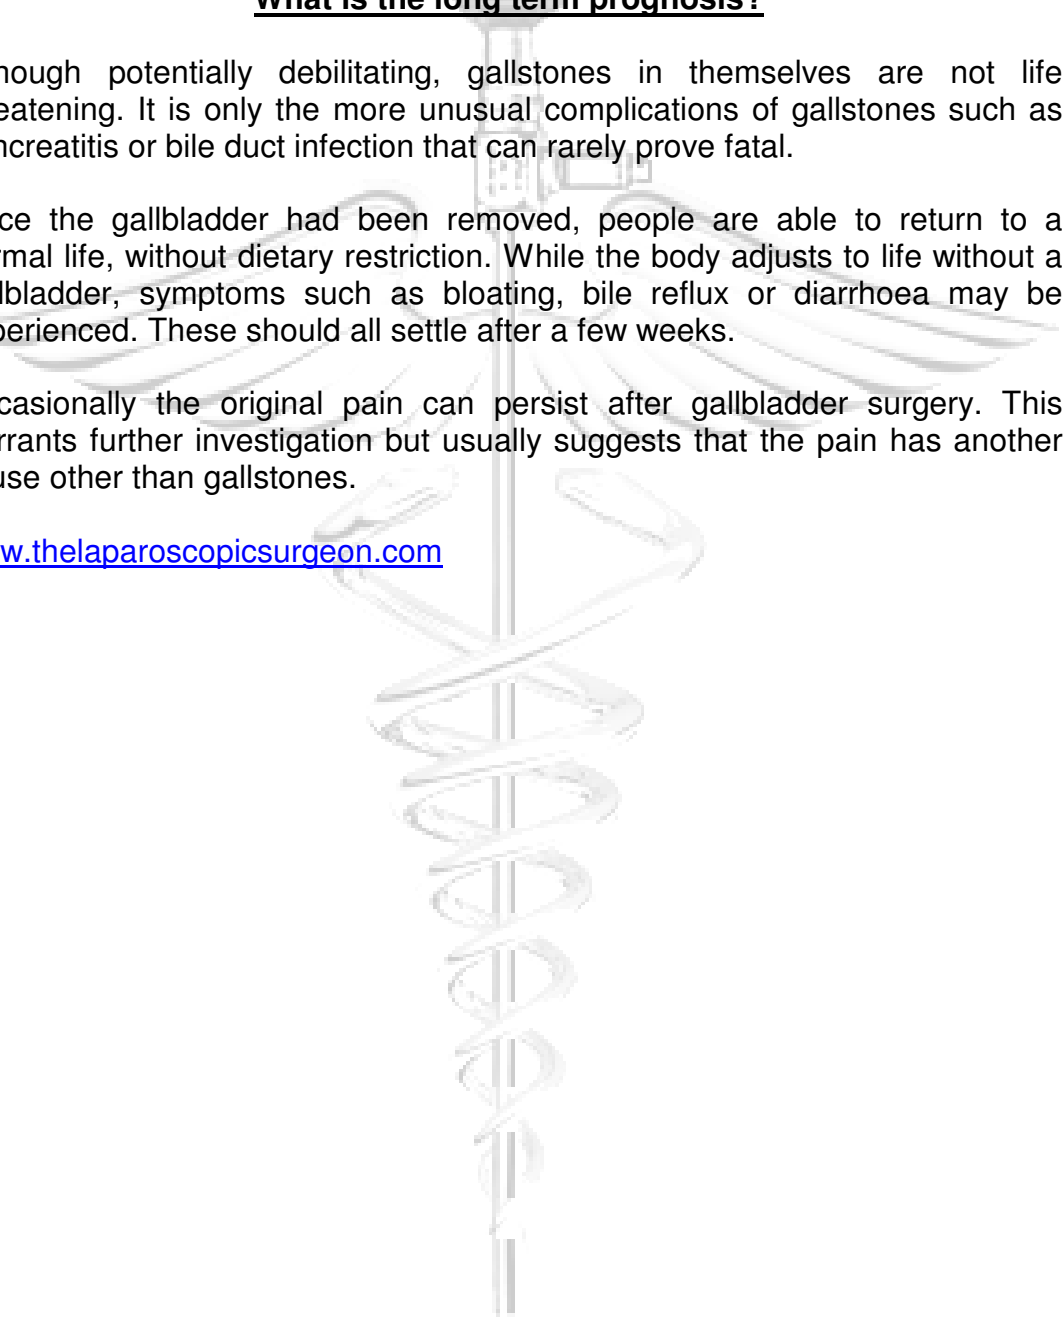 What is the long term prognosis?
hough potentially debilitating, gallstones in themselves are not life
eatening. It is only the more unusual complications of gallstones such as
ncreatitis or bile duct infection that can rarely prove fatal.
ce the gallbladder had been removed, people are able to return to a
rmal life, without dietary restriction. While the body adjusts to life without a
lbladder, symptoms such as bloating, bile reflux or diarrhoea may be
perienced. These should all settle after a few weeks.
casionally the original pain can persist after gallbladder surgery. This
rrants further investigation but usually suggests that the pain has another
use other than gallstones.
w.thelaparoscopicsurgeon.com